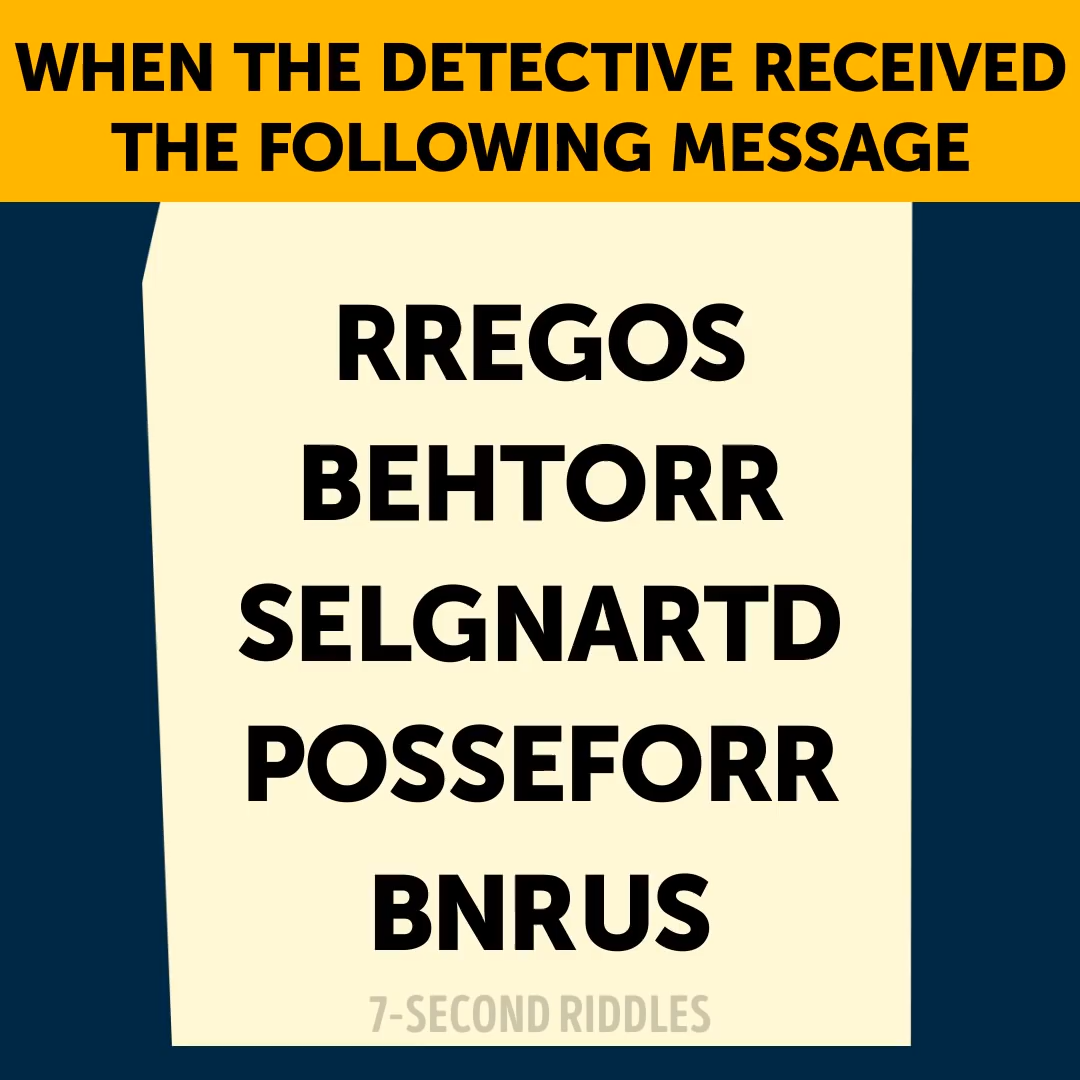 WHEN THE DETECTIVE RECEIVED
THE FOLLOWING MESSAGE
RREGOS
BEHTORR
SELGNARTD
POSSEFORR
BNRUS
7-SECOND RIDDLES